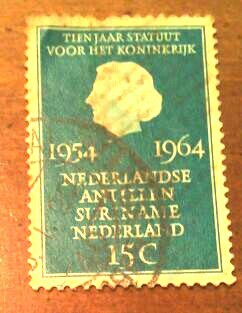 TIEN JAAR STATUUT
VOOR HET KONINKRIJK
1954 1964
NEDERLANDSE
ANTILLEN
SURINAME
NEDERLAND
15C